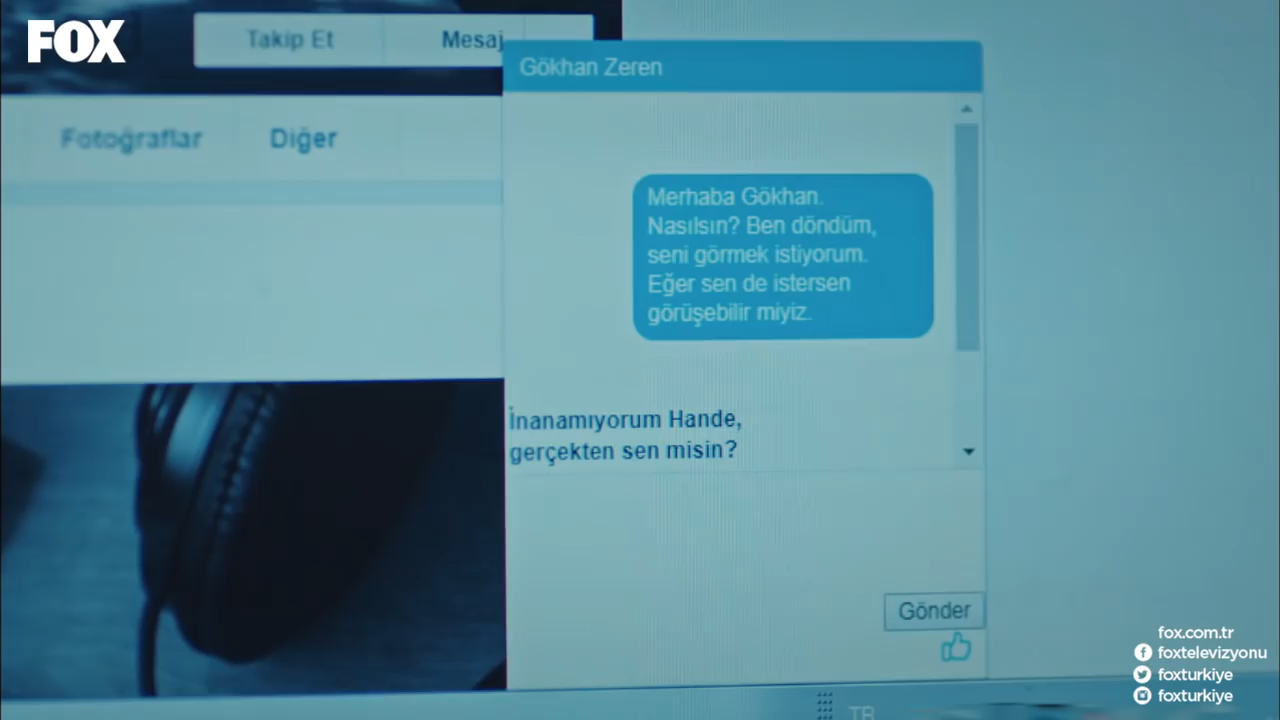 FOX
Takip Et
Mesaj
Gökhan Zeren
Fotoğraflar
Diğer
Merhaba Gökhan.
Nasılsın? Ben döndüm,
seni görmek istiyorum.
Eğer sen de istersen
görüşebilir miyiz.
İnanamıyorum Hande,
gerçekten sen misin?
Gönder
fox.com.tr
foxtelevizyonu
foxturkiye
foxturkiye
TR